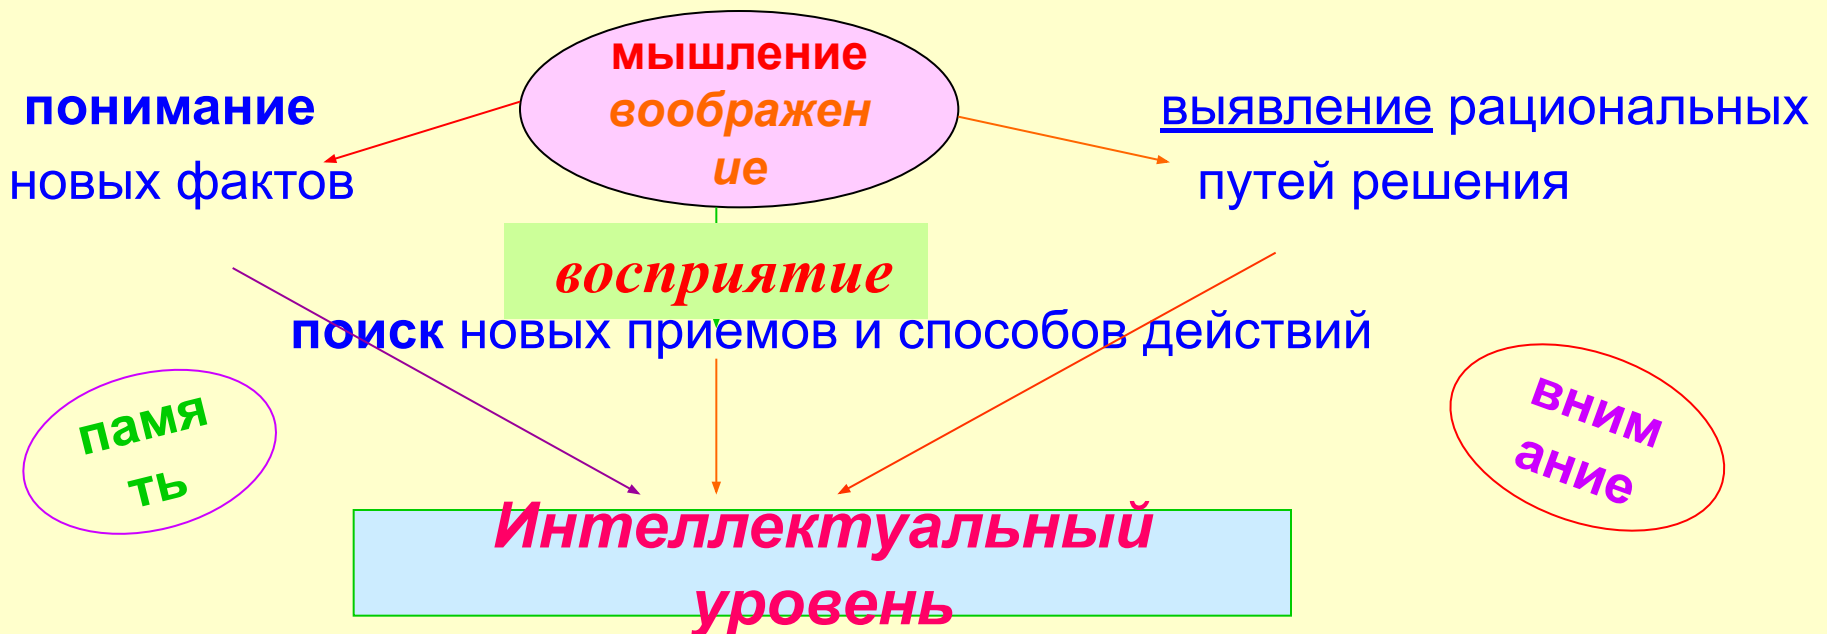 мышление
воображен
ие
понимание
новых фактов
выявление рациональных
путей решения
восприятие
поиск новых приемов и способов действий
памя
ть
вним
ание
Интеллектуальный
уровень